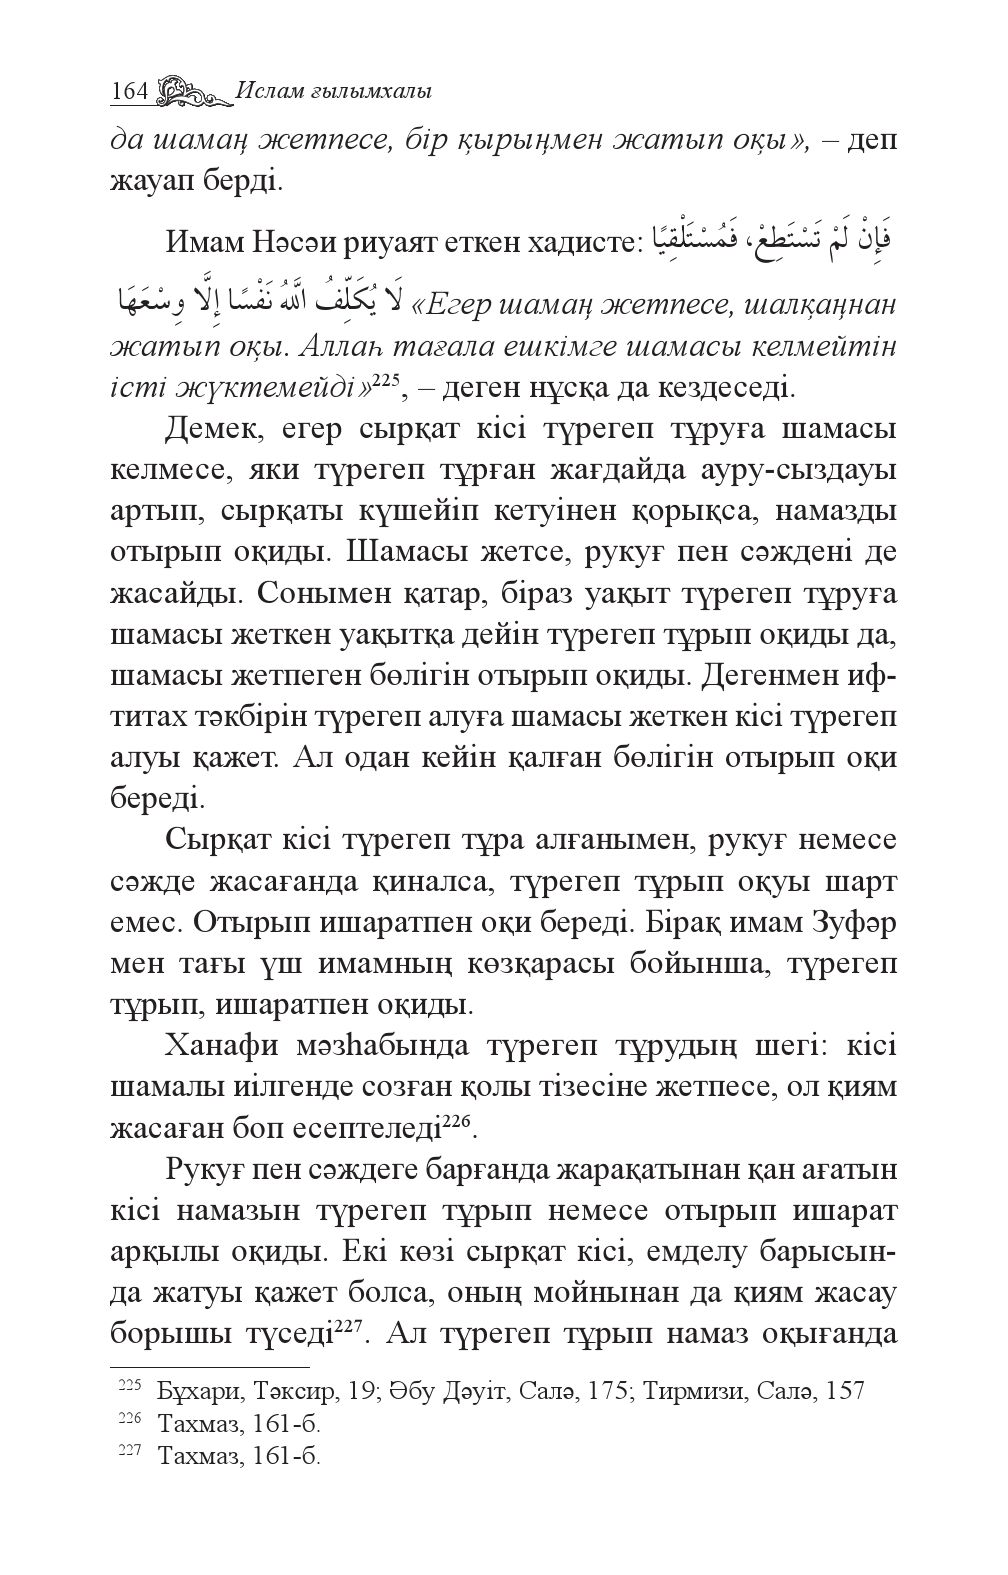 164 Ислам ғылымхалы
да шамаң жетпесе, бір қырыңмен жатып оқы», – деп
жауап берді.
Имам Нәсәи риуаят еткен хадисте: فَإِنْ لَمْ تَسْتَطِعْ، فَمُسْتَلْقِيًا
لَا يُكَلِّفُ اللَّهُ نَفْسًا إِلَّا وِسْعَهَا «Егер шамаң жетпесе, шалқаңнан
жатып оқы. Аллаһ тағала ешкімге шамасы келмейтін
істі жүктемейді»²²⁵, – деген нұсқа да кездеседі.
Демек, егер сырқат кісі түрегеп тұруға шамасы
келмесе, яки түрегеп тұрған жағдайда ауру-сыздауы
артып, сырқаты күшейіп кетуінен қорықса, намазды
отырып оқиды. Шамасы жетсе, рукуғ пен сәждені де
жасайды. Сонымен қатар, біраз уақыт түрегеп тұруға
шамасы жеткен уақытқа дейін түрегеп тұрып оқиды да,
шамасы жетпеген бөлігін отырып оқиды. Дегенмен иф-
титах тәкбірін түрегеп алуға шамасы жеткен кісі түрегеп
алуы қажет. Ал одан кейін қалған бөлігін отырып оқи
береді.
Сырқат кісі түрегеп тұра алғанымен, рукуғ немесе
сәжде жасағанда қиналса, түрегеп тұрып оқуы шарт
емес. Отырып ишаратпен оқи береді. Бірақ имам Зуфәр
мен тағы үш имамның көзқарасы бойынша, түрегеп
тұрып, ишаратпен оқиды.
Ханафи мәзһабында түрегеп тұрудың шегі: кісі
шамалы иілгенде созған қолы тізесіне жетпесе, ол қиям
жасаған боп есептеледі²²⁶.
Рукуғ пен сәждеге барғанда жарақатынан қан ағатын
кісі намазын түрегеп тұрып немесе отырып ишарат
арқылы оқиды. Екі көзі сырқат кісі, емделу барысын-
да жатуы қажет болса, оның мойнынан да қиям жасау
борышы түседі²²⁷. Ал түрегеп тұрып намаз оқығанда
²²⁵ Бұхари, Тәксир, 19; Әбу Дәуіт, Салә, 175; Тирмизи, Салә, 157
²²⁶ Тахмаз, 161-б.
²²⁷ Тахмаз, 161-б.